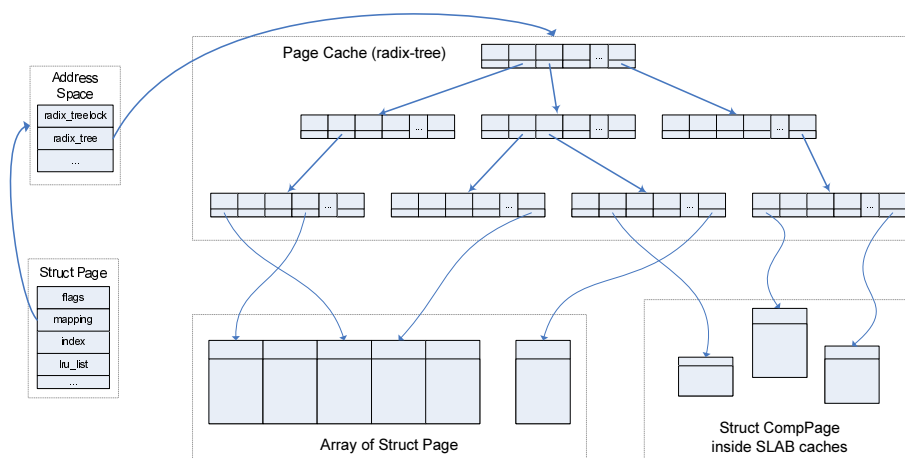 Page Cache (radix-tree)
...
Address
Space
radix_treelock
radix_tree
...
...
...
...
...
...
...
...
Struct Page
flags
mapping
index
lru_list
...
Array of Struct Page
Struct CompPage
inside SLAB caches